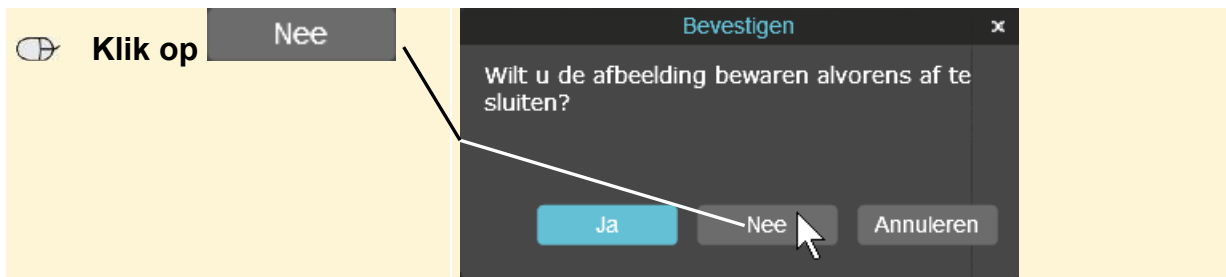 Klik op Nee
Bevestigen x
Wilt u de afbeelding bewaren alvorens af te
sluiten?
Ja Nee Annuleren